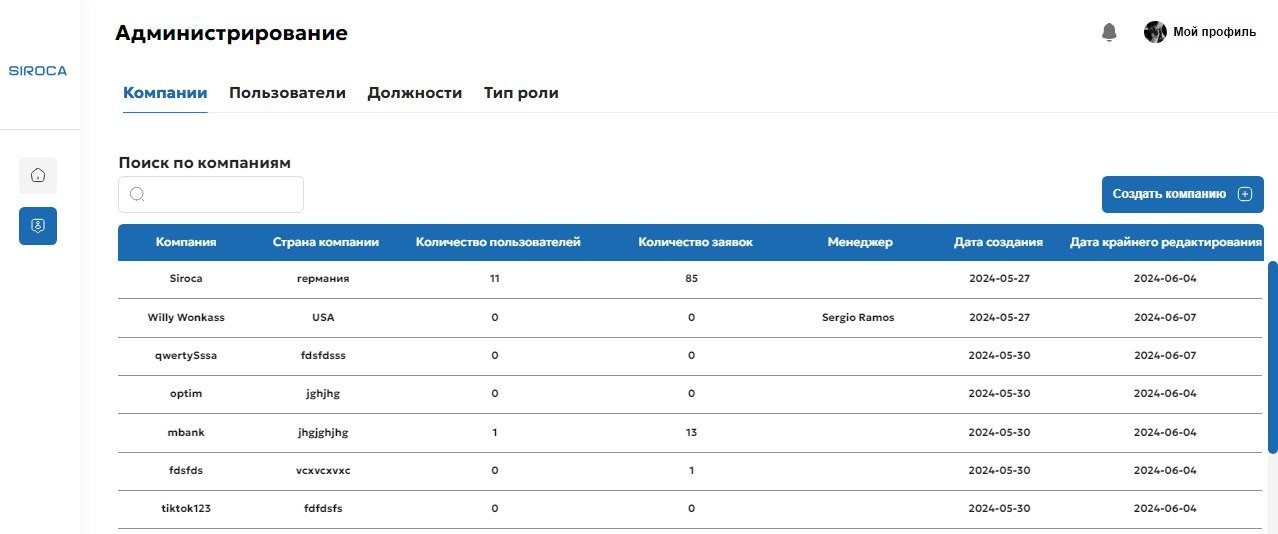 Администрирование
Мой профиль
SIROCA
Компании Пользователи Должности Тип роли
Поиск по компаниям
Создать компанию
Компания Страна компании Количество пользователей Количество заявок Менеджер Дата создания Дата крайнего редактирования
Siroca германия 11 85 2024-05-27 2024-06-04
Willy Wonkass USA 0 0 Sergio Ramos 2024-05-27 2024-06-07
qwertySssa fdsfdsss 0 0 2024-05-30 2024-06-07
optim jghjhg 0 0 2024-05-30 2024-06-04
mbank jhgjghjhg 1 13 2024-05-30 2024-06-04
fdsfds vcxvcxvxc 0 1 2024-05-30 2024-06-04
tiktok123 fdfdsfs 0 0 2024-05-30 2024-06-04